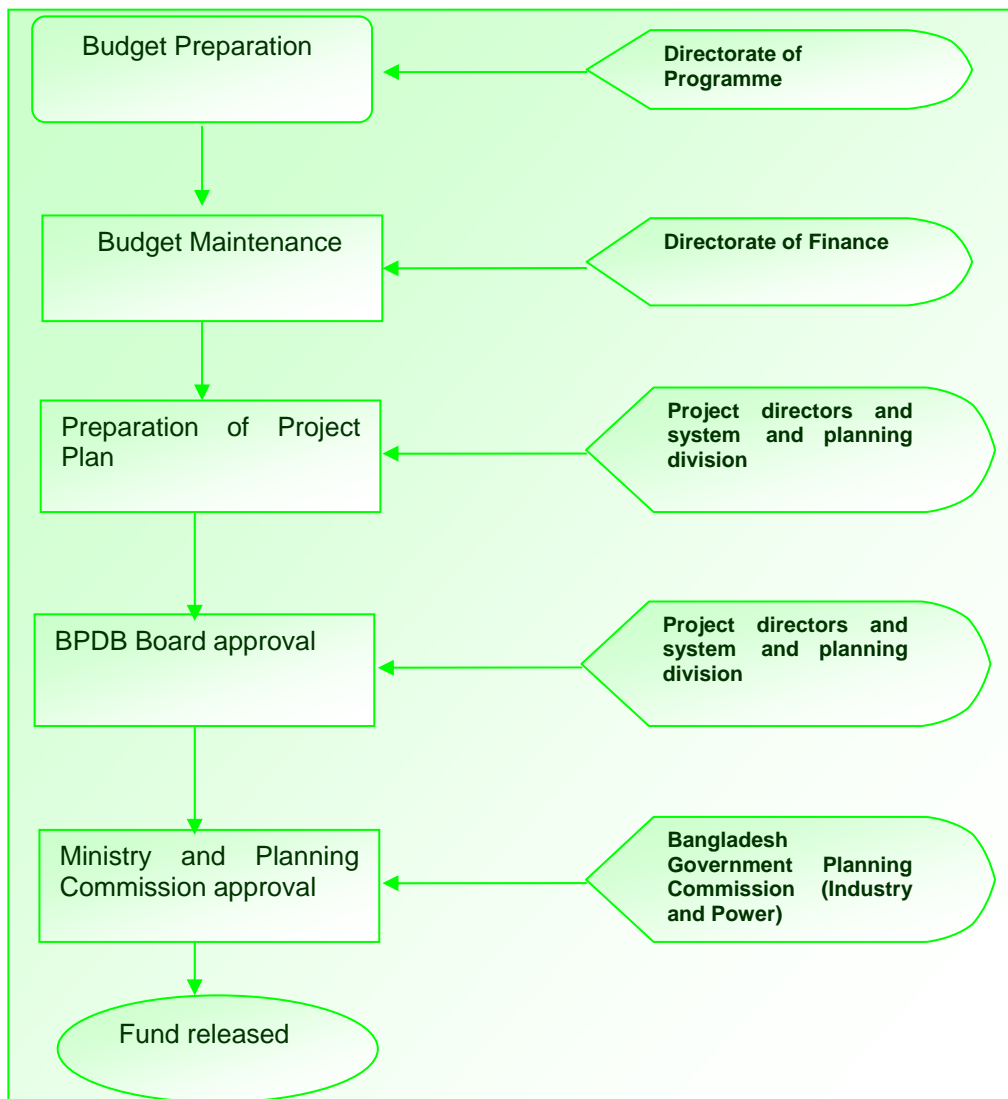 Budget Preparation
Directorate of
Programme
Budget Maintenance
Directorate of Finance
Preparation of Project
Plan
Project directors and
system and planning
division
BPDB Board approval
Project directors and
system and planning
division
Ministry and Planning
Commission approval
Bangladesh
Government Planning
Commission (Industry
and Power)
Fund released